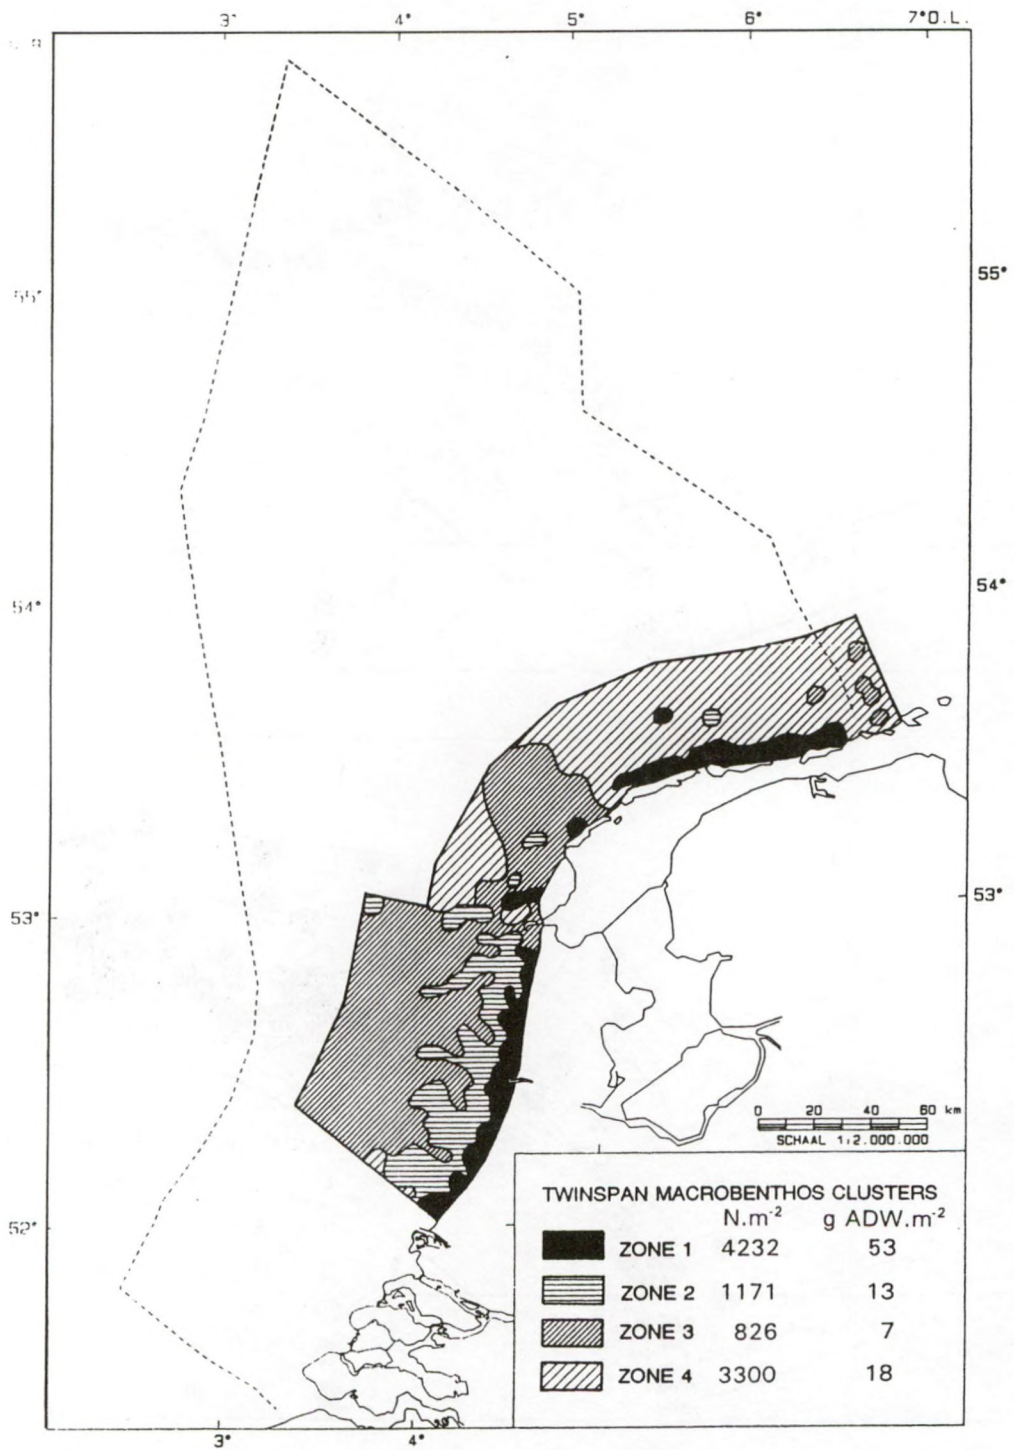 3° 4° 5° 6° 7° O.L.
55°
55°
54°
54°
53°
53°
52°
0 20 40 60 km
SCHAAL 1:2.000.000
TWINSPAN MACROBENTHOS CLUSTERS
N.m⁻² g ADW.m⁻²
ZONE 1 4232 53
ZONE 2 1171 13
ZONE 3 826 7
ZONE 4 3300 18
3° 4°